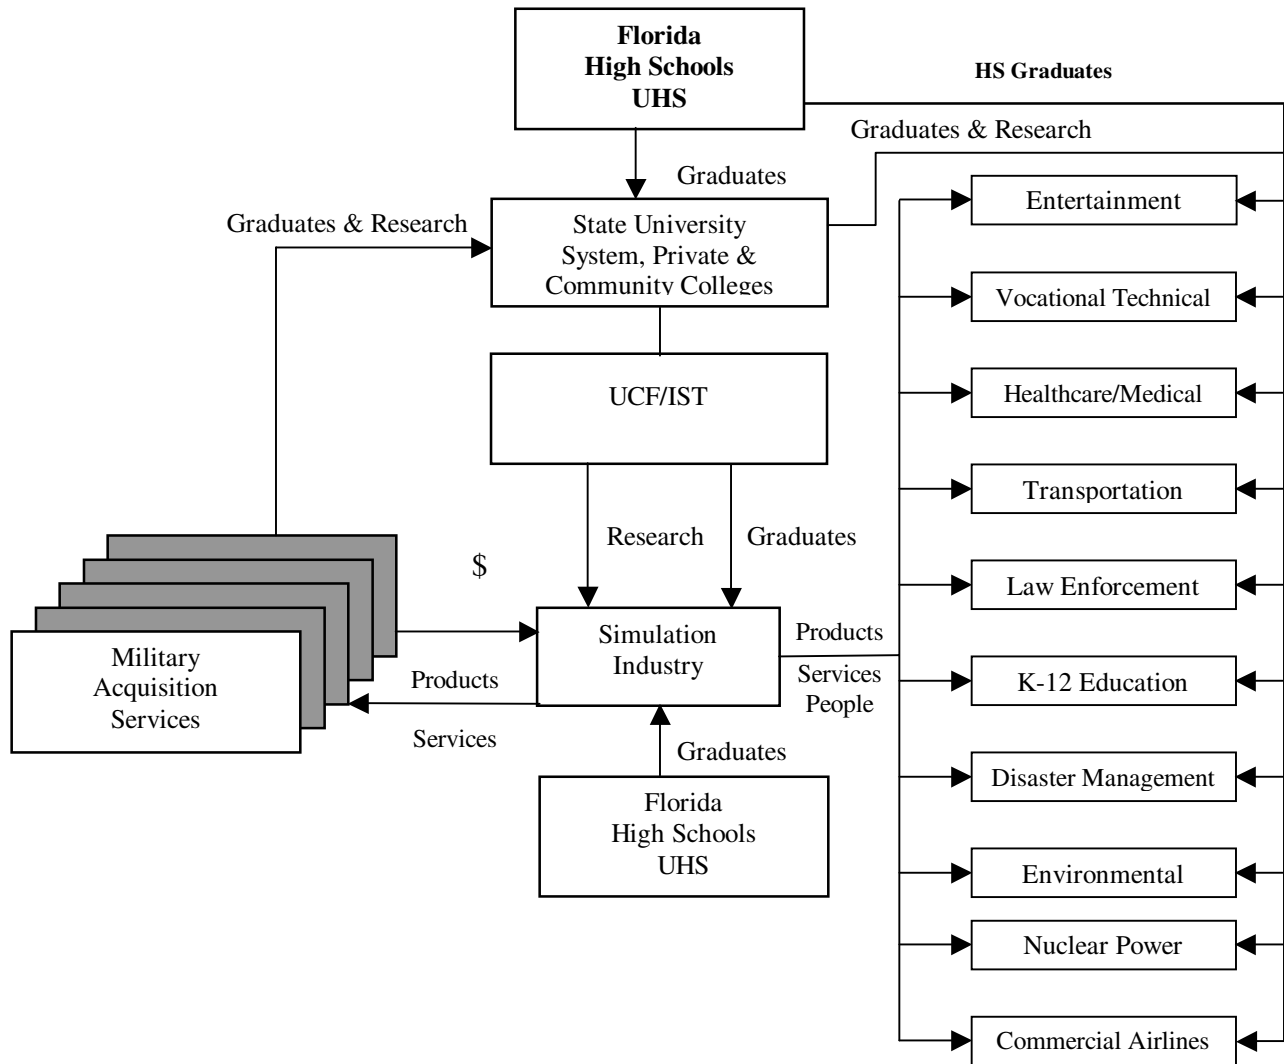 Florida
High Schools
UHS
HS Graduates
Graduates & Research
Graduates
Graduates & Research
State University
System, Private &
Community Colleges
UCF/IST
Research
Graduates
$
Military
Acquisition
Services
Products
Services
Simulation
Industry
Products
Services
People
Graduates
Florida
High Schools
UHS
Entertainment
Vocational Technical
Healthcare/Medical
Transportation
Law Enforcement
K-12 Education
Disaster Management
Environmental
Nuclear Power
Commercial Airlines